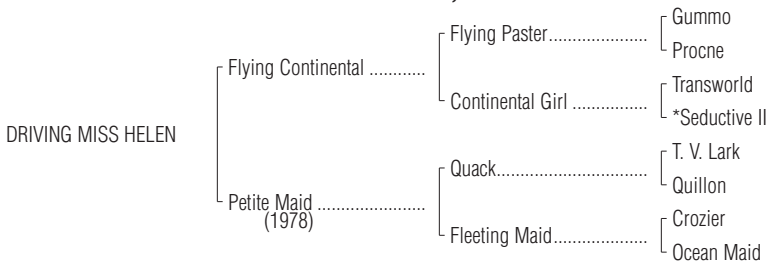 Gummo
Flying Paster.....................
Procne
Flying Continental ............
Transworld
Continental Girl ................
*Seductive II
DRIVING MISS HELEN
T. V. Lark
Quack................................
Quillon
Petite Maid .......................
(1978)
Crozier
Fleeting Maid....................
Ocean Maid